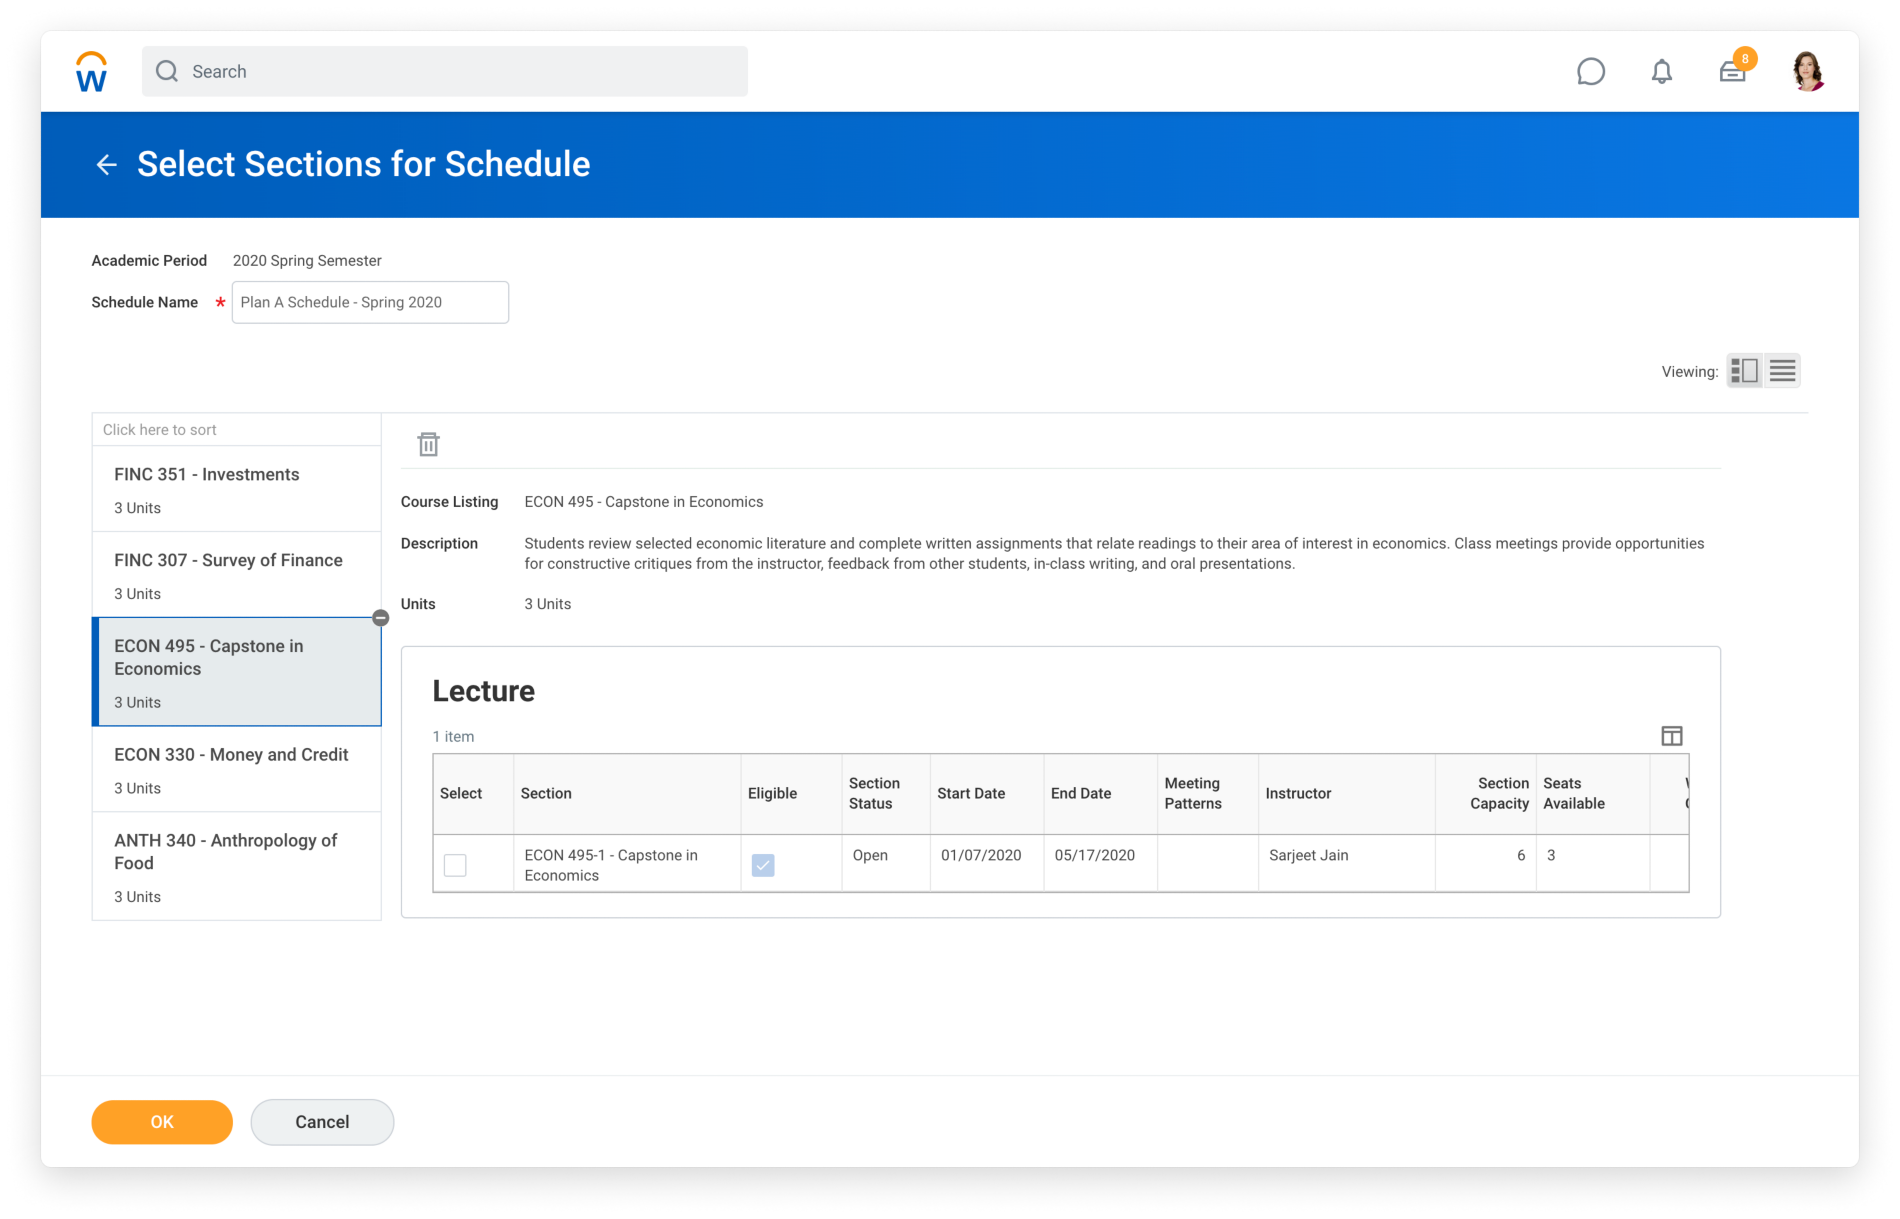 W
Search
8
Select Sections for Schedule
Academic Period 2020 Spring Semester
Schedule Name * Plan A Schedule - Spring 2020
Viewing:
Click here to sort
FINC 351 - Investments
3 Units
FINC 307 - Survey of Finance
3 Units
ECON 495 - Capstone in
Economics
3 Units
ECON 330 - Money and Credit
3 Units
ANTH 340 - Anthropology of
Food
3 Units
Course Listing ECON 495 - Capstone in Economics
Description Students review selected economic literature and complete written assignments that relate readings to their area of interest in economics. Class meetings provide opportunities
for constructive critiques from the instructor, feedback from other students, in-class writing, and oral presentations.
Units 3 Units
Lecture
1 item
Select Section Eligible Section Status Start Date End Date Meeting Patterns Instructor Section Capacity Seats Available
ECON 495-1 - Capstone in Open 01/07/2020 05/17/2020 Sarjeet Jain 6 3
Economics
OK Cancel